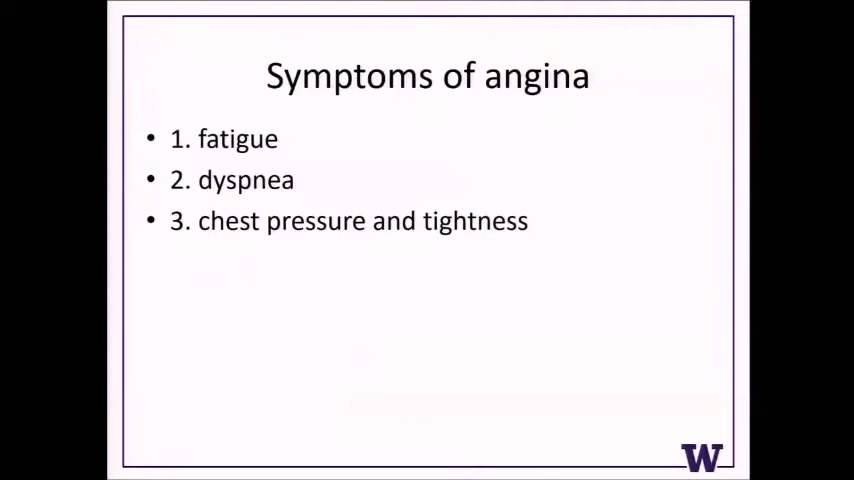 Symptoms of angina
• 1. fatigue
• 2. dyspnea
• 3. chest pressure and tightness
W